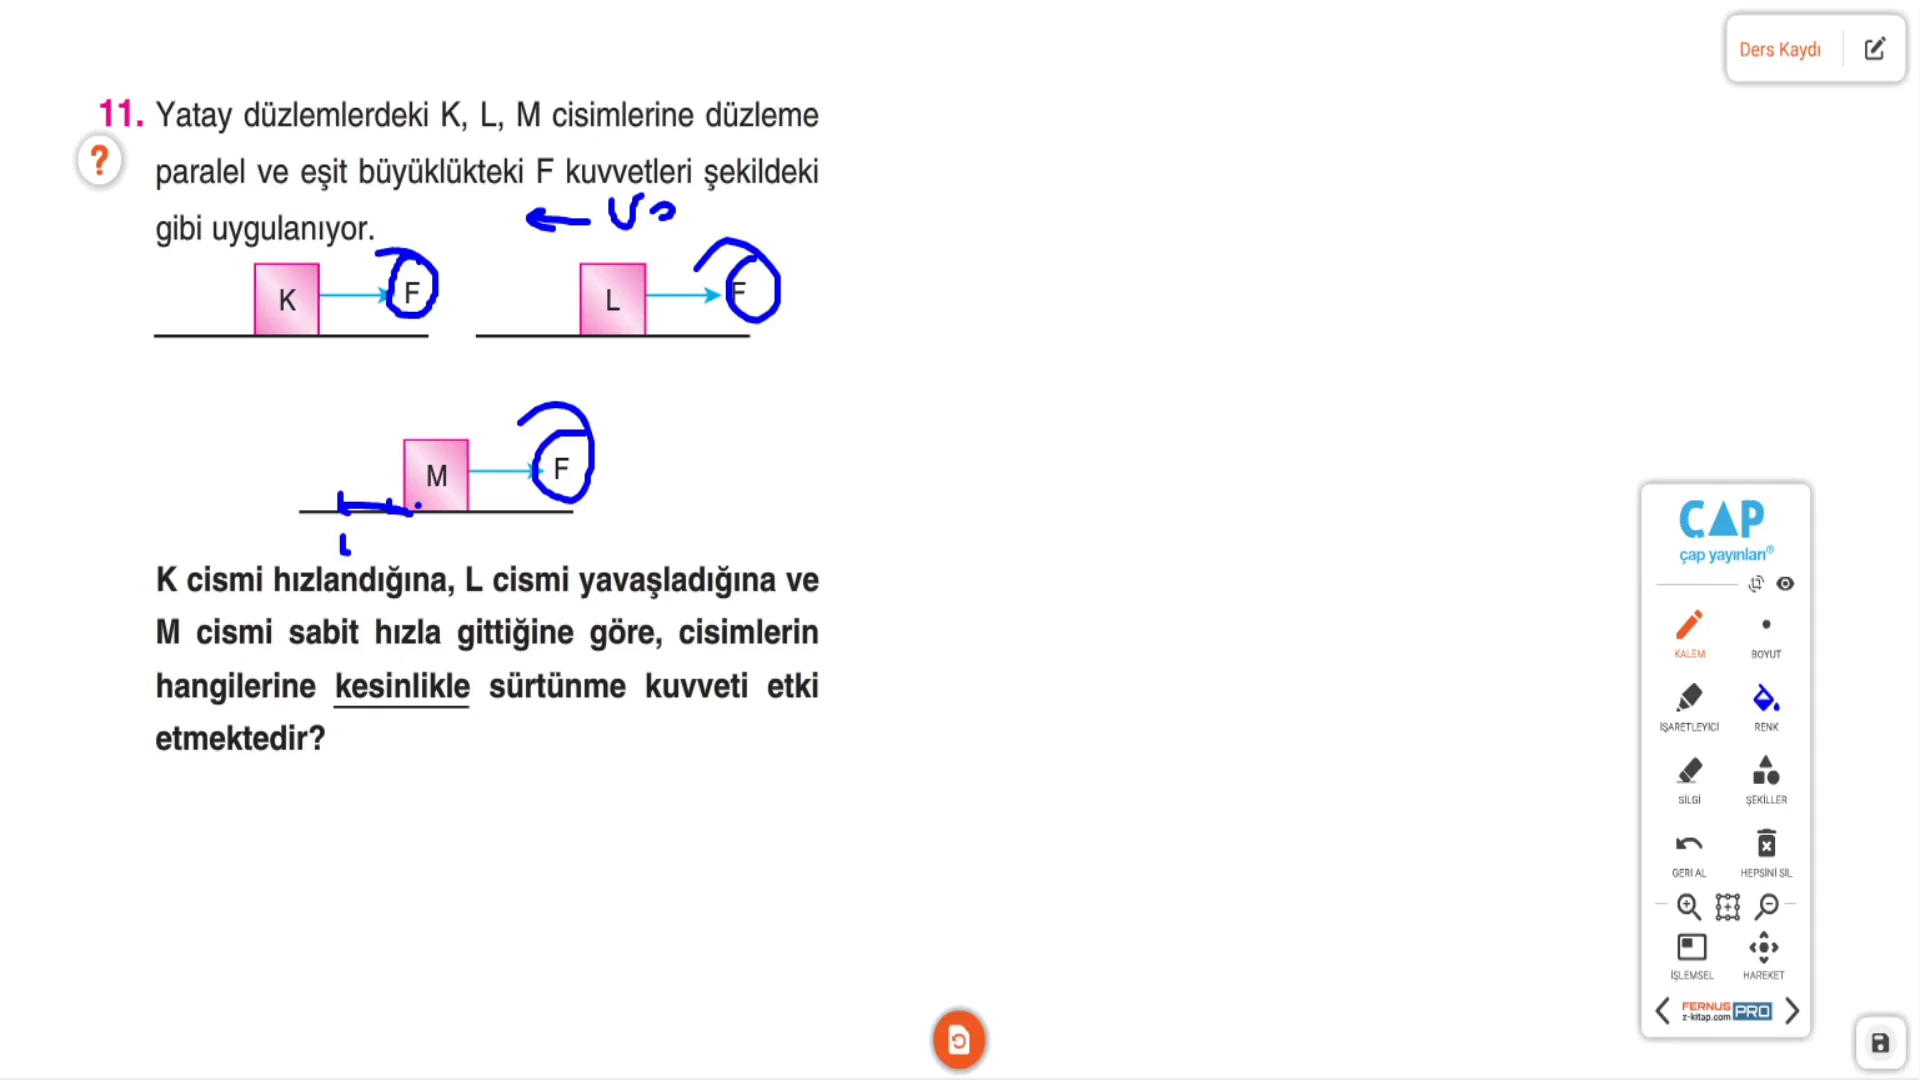 Ders Kaydı
11. Yatay düzlemlerdeki K, L, M cisimlerine düzleme
? paralel ve eşit büyüklükteki F kuvvetleri şekildeki
gibi uygulanıyor.
K F L F
M F
K cismi hızlandığına, L cismi yavaşladığına ve
M cismi sabit hızla gittiğine göre, cisimlerin
hangilerine kesinlikle sürtünme kuvveti etki
etmektedir?
ÇAP
çap yayınları®
KALEM BOYUT
İŞARETLEYİCİ RENK
SİLGİ ŞEKİLLER
GERİ AL HEPSİNİ SİL
İŞLEMSEL HAREKET
FERNUS PRO
z-kitap.com